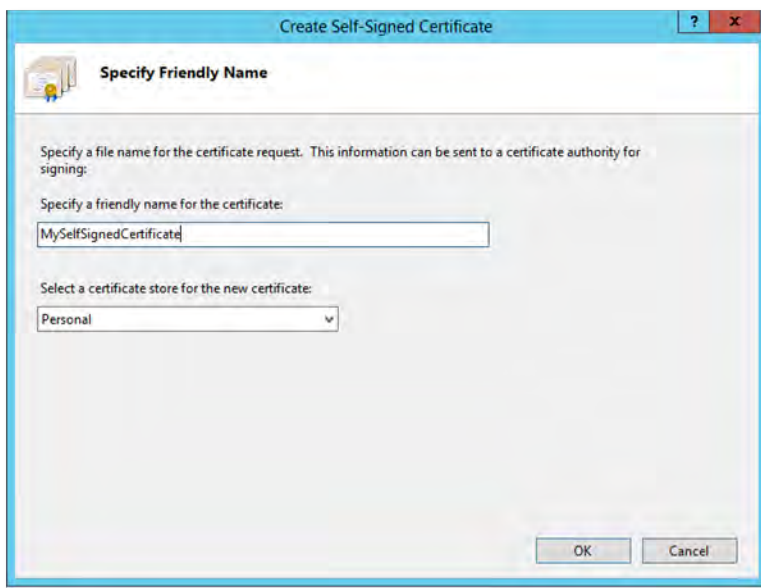 Create Self-Signed Certificate
? x
Specify Friendly Name
Specify a file name for the certificate request. This information can be sent to a certificate authority for
signing:
Specify a friendly name for the certificate:
MySelfSignedCertificate
Select a certificate store for the new certificate:
Personal
OK Cancel